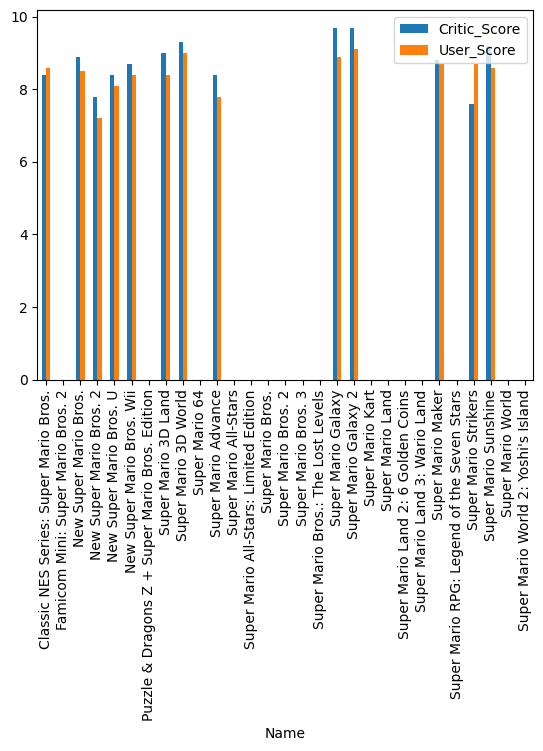 10
8
6
4
2
0
Critic_Score
User_Score
Classic NES Series: Super Mario Bros.
Famicom Mini: Super Mario Bros. 2
New Super Mario Bros.
New Super Mario Bros. 2
New Super Mario Bros. U
New Super Mario Bros. Wii
Puzzle & Dragons Z + Super Mario Bros. Edition
Super Mario 3D Land
Super Mario 3D World
Super Mario 64
Super Mario Advance
Super Mario All-Stars
Super Mario All-Stars: Limited Edition
Super Mario Bros.
Super Mario Bros. 2
Super Mario Bros. 3
Super Mario Bros.: The Lost Levels
Super Mario Galaxy
Super Mario Galaxy 2
Super Mario Kart
Super Mario Land
Super Mario Land 2: 6 Golden Coins
Super Mario Land 3: Wario Land
Super Mario Maker
Super Mario RPG: Legend of the Seven Stars
Super Mario Strikers
Super Mario Sunshine
Super Mario World
Super Mario World 2: Yoshi's Island
Name